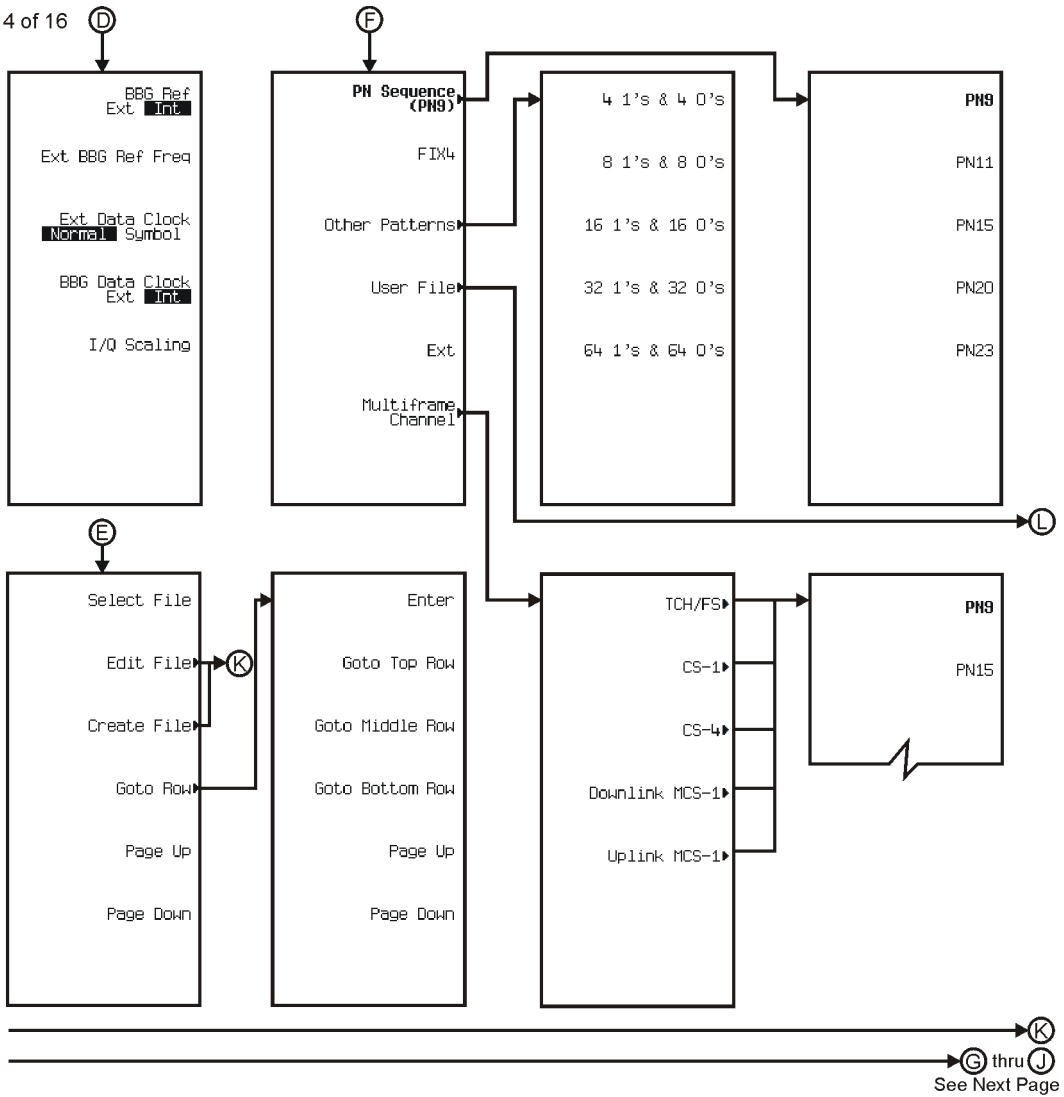 4 of 16
D
F
BBG Ref
Ext Int
Ext BBG Ref Freq
Ext Data Clock
Normal Symbol
BBG Data Clock
Ext Int
I/Q Scaling
PN Sequence
(PN9)
FIX4
Other Patterns
User File
Ext
Multiframe
Channel
4 1's & 4 0's
8 1's & 8 0's
16 1's & 16 0's
32 1's & 32 0's
64 1's & 64 0's
PN9
PN11
PN15
PN20
PN23
L
E
Select File
Edit File
K
Create File
Goto Row
Page Up
Page Down
Enter
Goto Top Row
Goto Middle Row
Goto Bottom Row
Page Up
Page Down
TCH/FS
CS-1
CS-4
Downlink MCS-1
Uplink MCS-1
PN9
PN15
K
G thru J
See Next Page